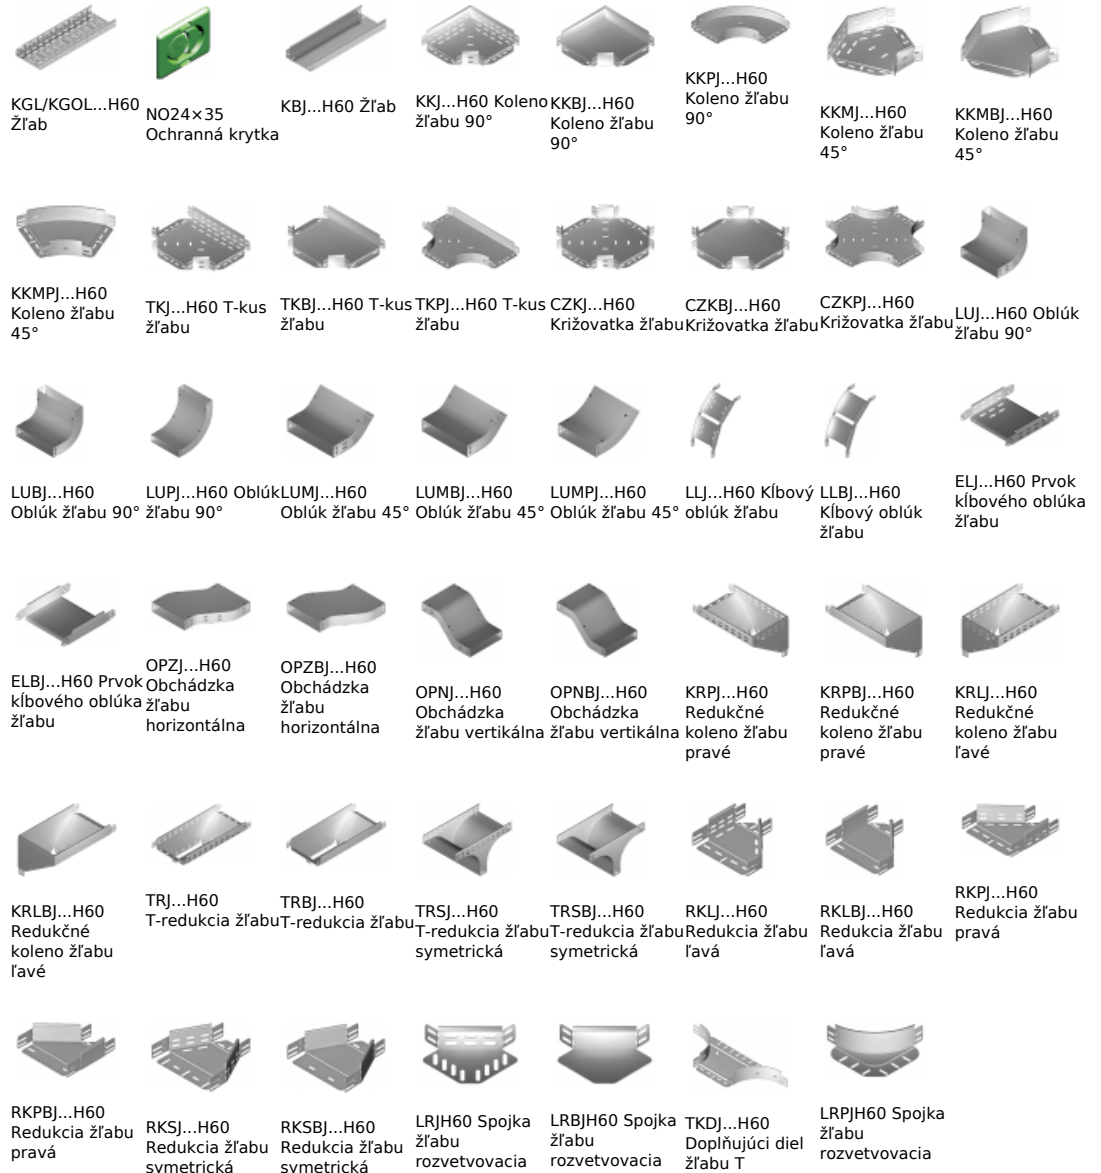 KGL/KGOL...H60
Žľab
NO24×35
Ochranná krytka
KBJ...H60 Žľab
KKJ...H60 Koleno
žľabu 90°
KKBJ...H60
Koleno žľabu
90°
KKPJ...H60
Koleno žľabu
90°
KKMJ...H60
Koleno žľabu
45°
KKMBJ...H60
Koleno žľabu
45°
KKMPJ...H60
Koleno žľabu
45°
TKJ...H60 T-kus
žľabu
TKBJ...H60 T-kus
žľabu
TKPJ...H60 T-kus
žľabu
CZKJ...H60
Križovatka žľabu
CZKBJ...H60
Križovatka žľabu
CZKPJ...H60
Križovatka žľabu
LUJ...H60 Oblúk
žľabu 90°
LUBJ...H60
Oblúk žľabu 90°
LUPJ...H60 Oblúk
žľabu 90°
LUMJ...H60
Oblúk žľabu 45°
LUMBJ...H60
Oblúk žľabu 45°
LUMPJ...H60
Oblúk žľabu 45°
LLJ...H60 Kĺbový
oblúk žľabu
LLBJ...H60
Kĺbový oblúk
žľabu
ELJ...H60 Prvok
kĺbového oblúka
žľabu
ELBJ...H60 Prvok
kĺbového oblúka
žľabu
OPZJ...H60
Obchádzka
žľabu
horizontálna
OPZBJ...H60
Obchádzka
žľabu
horizontálna
OPNJ...H60
Obchádzka
žľabu vertikálna
OPNBJ...H60
Obchádzka
žľabu vertikálna
KRPJ...H60
Redukčné
koleno žľabu
pravé
KRPBJ...H60
Redukčné
koleno žľabu
pravé
KRLJ...H60
Redukčné
koleno žľabu
ľavé
KRLBJ...H60
Redukčné
koleno žľabu
ľavé
TRJ...H60
T-redukcia žľabu
TRBJ...H60
T-redukcia žľabu
TRSJ...H60
T-redukcia žľabu
symetrická
TRSBJ...H60
T-redukcia žľabu
symetrická
RKLJ...H60
Redukcia žľabu
ľavá
RKLBJ...H60
Redukcia žľabu
ľavá
RKPJ...H60
Redukcia žľabu
pravá
RKPBJ...H60
Redukcia žľabu
pravá
RKSJ...H60
Redukcia žľabu
symetrická
RKSBJ...H60
Redukcia žľabu
symetrická
LRJH60 Spojka
žľabu
rozvetvovacia
LRBJH60 Spojka
žľabu
rozvetvovacia
TKDJ...H60
Doplňujúci diel
žľabu T
LRPJH60 Spojka
žľabu
rozvetvovacia